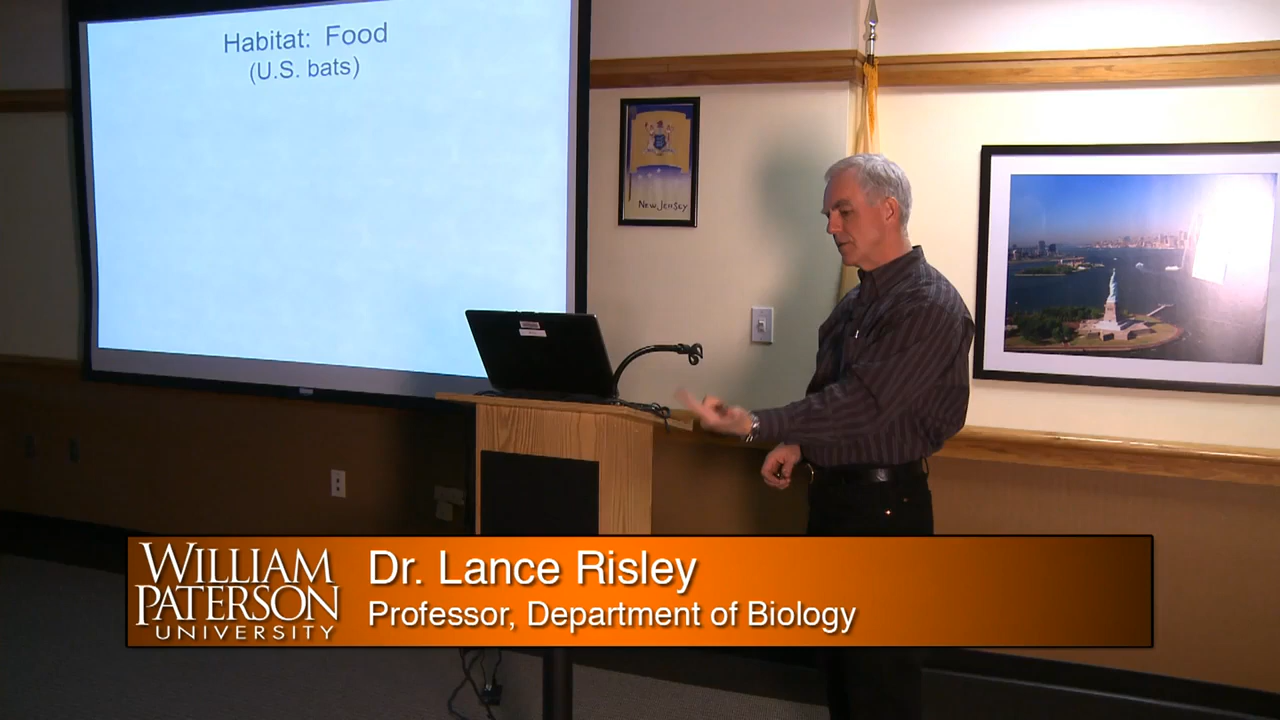 Habitat: Food
(U.S. bats)
New Jersey
WILLIAM
PATERSON
UNIVERSITY
Dr. Lance Risley
Professor, Department of Biology